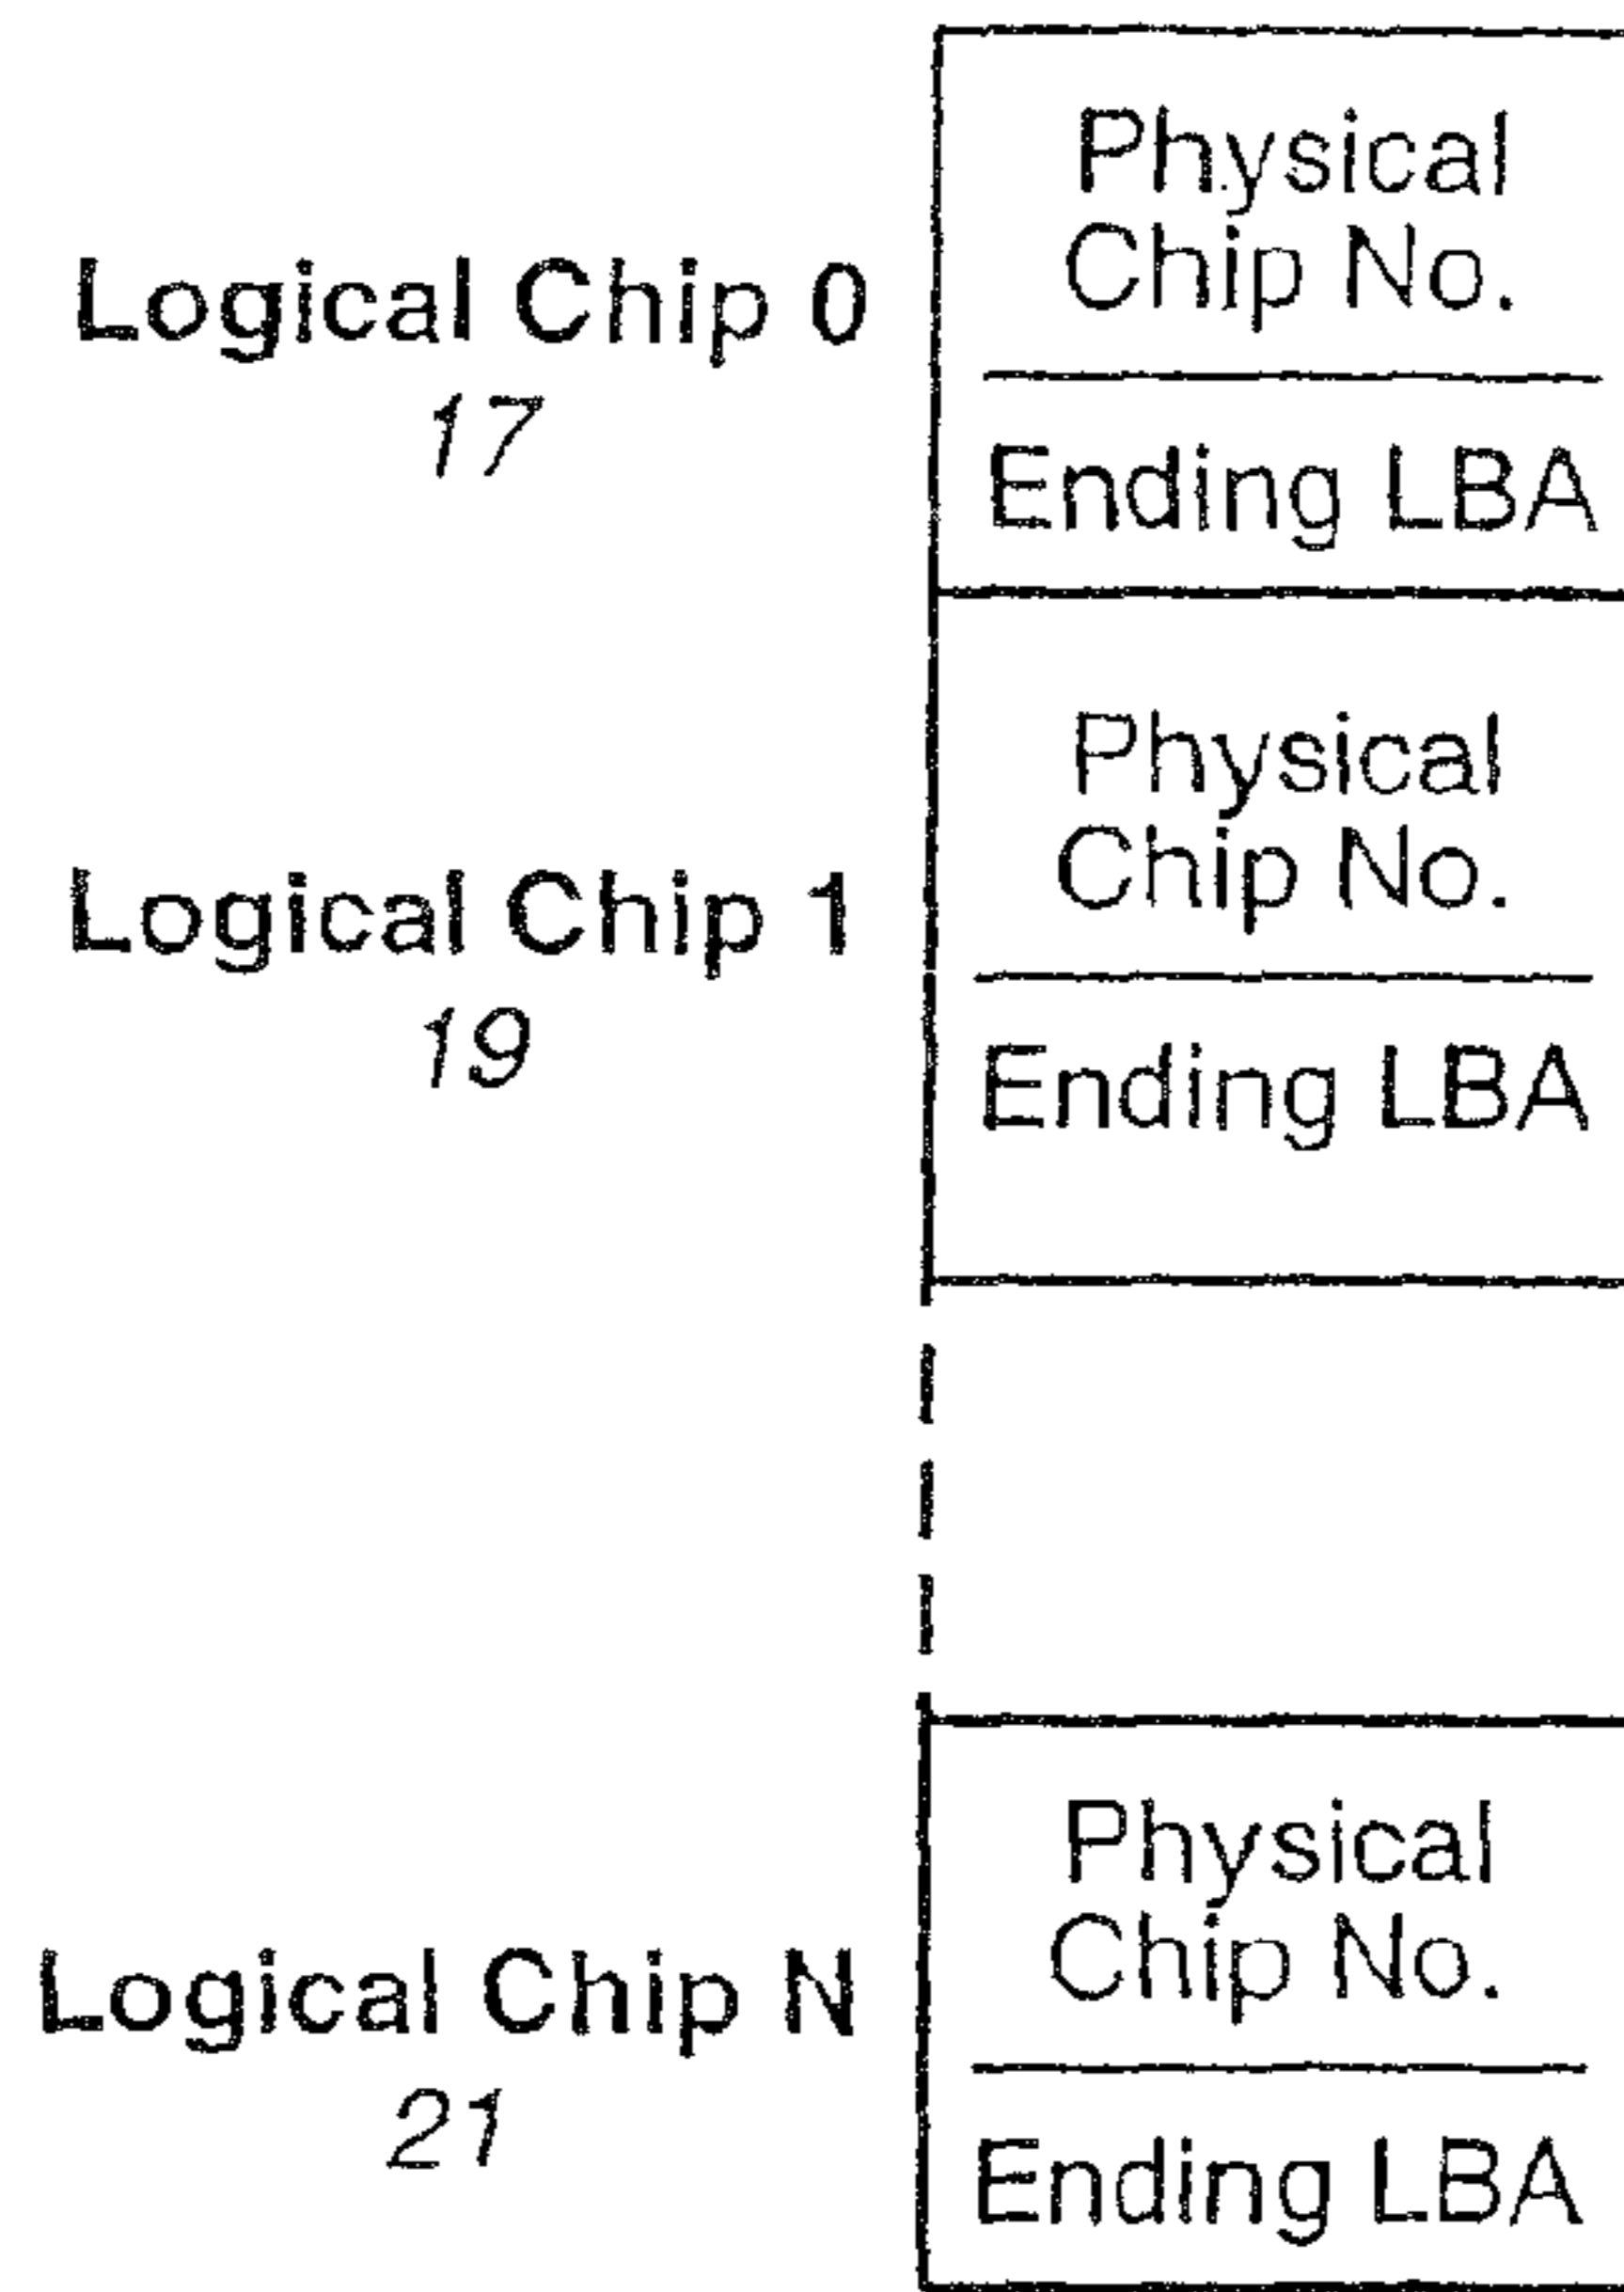 Logical Chip 0
17
Physical
Chip No.
Ending LBA
Logical Chip 1
19
Physical
Chip No.
Ending LBA
Logical Chip N
21
Physical
Chip No.
Ending LBA